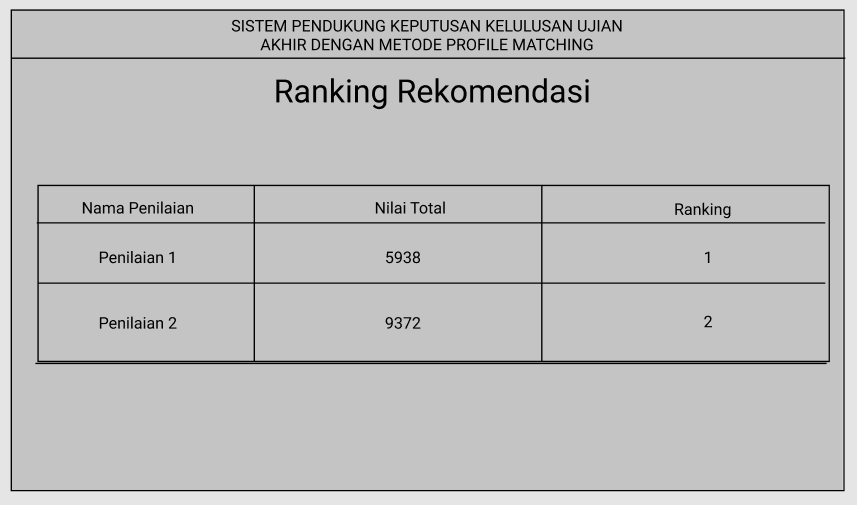 SISTEM PENDUKUNG KEPUTUSAN KELULUSAN UJIAN
AKHIR DENGAN METODE PROFILE MATCHING
Ranking Rekomendasi
Nama Penilaian Nilai Total Ranking
Penilaian 1 5938 1
Penilaian 2 9372 2